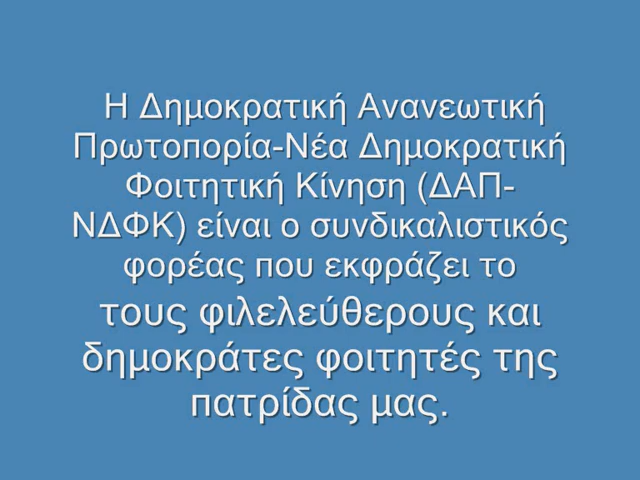 Η Δημοκρατική Ανανεωτική
Πρωτοπορία-Νέα Δημοκρατική
Φοιτητική Κίνηση (ΔΑΠ-
ΝΔΦΚ) είναι ο συνδικαλιστικός
φορέας που εκφράζει το
τους φιλελεύθερους και
δημοκράτες φοιτητές της
πατρίδας μας.